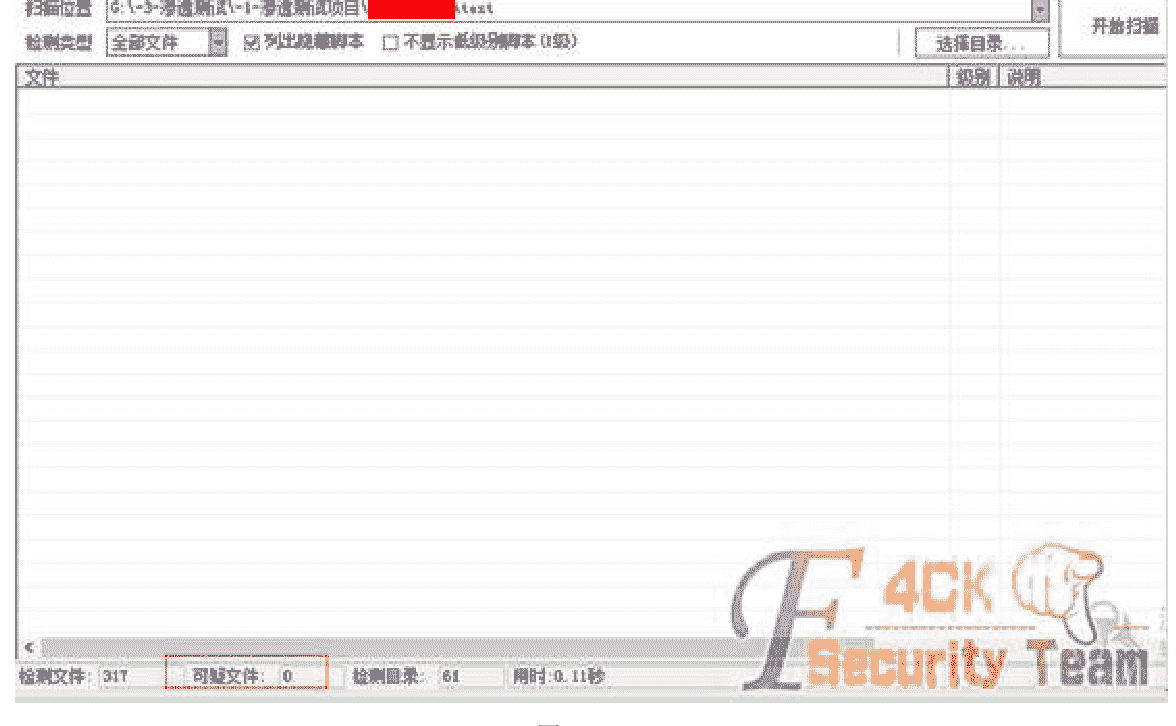 扫描位置 G:\-3-渗透测试\-1-渗透测试项目\ \test
开始扫描
检测类型 全部文件 列出隐藏脚本 不显示低级别脚本(1级) 选择目录...
文件 级别 说明
F4CK
Security Team
检测文件: 317 可疑文件: 0 检测目录: 61 用时:0.11秒